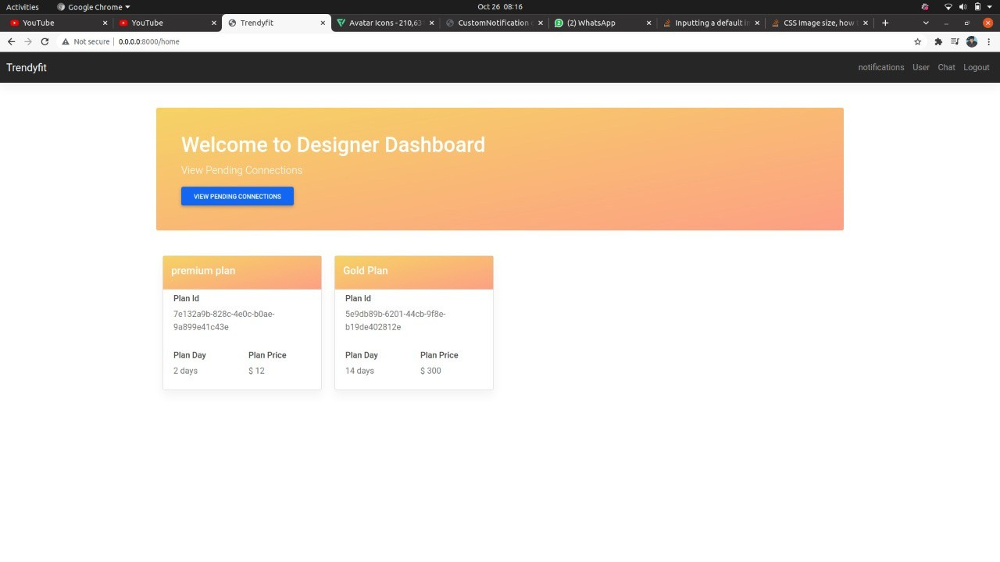 Activities
Google Chrome
Oct 26 08:16
YouTube
YouTube
Trendyfit
Avatar Icons - 210,63
CustomNotification
(2) WhatsApp
Inputting a default in
CSS Image size, how
Not secure
0.0.0.0:8000/home
Trendyfit
notifications User Chat Logout
Welcome to Designer Dashboard
View Pending Connections
VIEW PENDING CONNECTIONS
premium plan
Plan Id
7e132a9b-828c-4e0c-b0ae-
9a899e41c43e
Plan Day Plan Price
2 days $ 12
Gold Plan
Plan Id
5e9db89b-6201-44cb-9f8e-
b19de402812e
Plan Day Plan Price
14 days $ 300